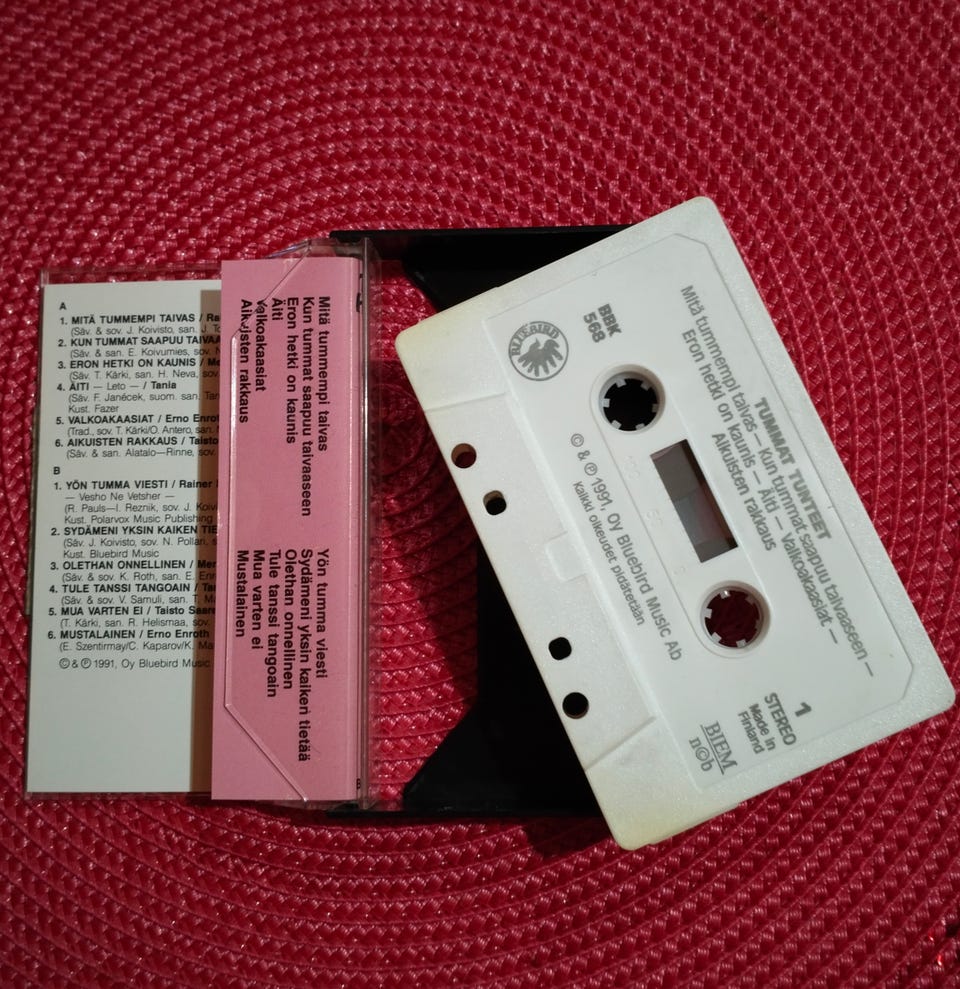 A
1. MITÄ TUMMEMPI TAIVAS /
(Säv. & sov. J. Koivisto, san. J.
2. KUN TUMMAT SAAPUU
(Säv. & san. E. Koivumies, sov.
3. ERON HETKI ON KAUNIS /
(Säv. T. Kärki, san. H. Neva, sov.
4. ÄITI — Leto — / Tania
(Säv. F. Janécek, suom. san.
Kust. Fazer
5. VALKOAKAASIAT / Erno
(Trad., sov. T. Kärki/O. Antero, san.
6. AIKUISTEN RAKKAUS / Taisto
(Säv. & san. Alatalo—Rinne, sov.
B
1. YÖN TUMMA VIESTI / Rainer
— Vesho Ne Vetsher —
(R. Pauls—I. Reznik, sov. J.
Kust. Polarvox Music Publishing
2. SYDÄMENI YKSIN KAIKEN
(Säv. J. Koivisto, san. N. Pollari,
Kust. Bluebird Music
3. OLETHAN ONNELLINEN /
(Säv. & sov. K. Roth, san. E.
4. TULE TANSSI TANGOAIN /
(Säv. & sov. V. Samuli, san. T.
5. MUA VARTEN EI / Taisto
(T. Kärki, san. R. Helismaa, sov.
6. MUSTALAINEN / Erno Enroth
(E. Szentirmay/C. Kaparov/K.
© & ℗ 1991, Oy Bluebird Music
Mitä tummempi taivas
Kun tummat saapuu taivaaseen
Eron hetki on kaunis
Äiti
Valkoakaasiat
Aikuisten rakkaus
Yön tumma viesti
Sydämeni yksin kaiken tietää
Olethan onnellinen
Tule tanssi tangoain
Mua varten ei
Mustalainen
BBK
568
BLUEBIRD
TUMMAT TUNTEET
Mitä tummempi taivas — Kun tummat saapuu taivaaseen —
Eron hetki on kaunis — Äiti — Valkoakaasiat —
Aikuisten rakkaus
© & ℗ 1991, Oy Bluebird Music Ab
Kaikki oikeudet pidätetään
1
STEREO
Made in
Finland
BIEM
n©b